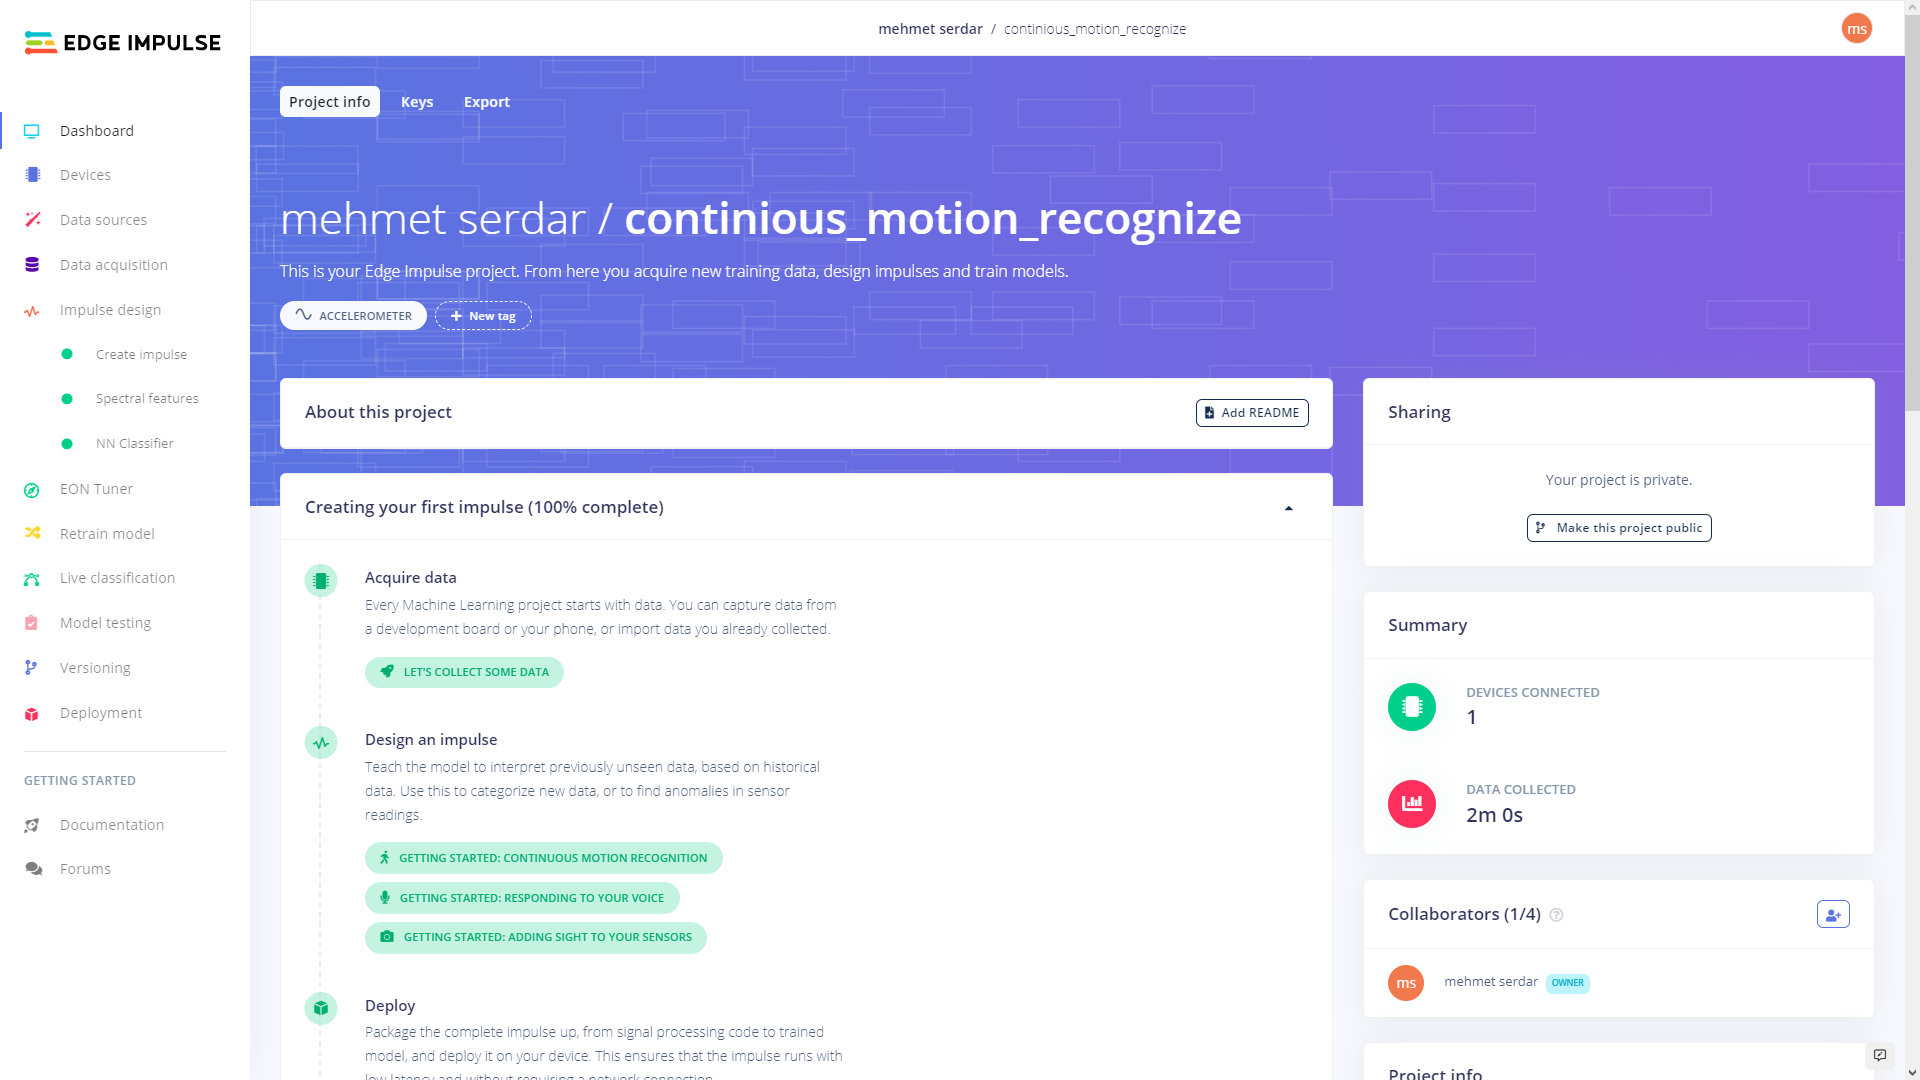 EDGE IMPULSE
mehmet serdar / continious_motion_recognize
ms
Dashboard
Devices
Data sources
Data acquisition
Impulse design
Create impulse
Spectral features
NN Classifier
EON Tuner
Retrain model
Live classification
Model testing
Versioning
Deployment
GETTING STARTED
Documentation
Forums
Project info
Keys
Export
mehmet serdar / continious_motion_recognize
This is your Edge Impulse project. From here you acquire new training data, design impulses and train models.
ACCELEROMETER
+ New tag
About this project
Add README
Creating your first impulse (100% complete)
Acquire data
Every Machine Learning project starts with data. You can capture data from
a development board or your phone, or import data you already collected.
LET'S COLLECT SOME DATA
Design an impulse
Teach the model to interpret previously unseen data, based on historical
data. Use this to categorize new data, or to find anomalies in sensor
readings.
GETTING STARTED: CONTINUOUS MOTION RECOGNITION
GETTING STARTED: RESPONDING TO YOUR VOICE
GETTING STARTED: ADDING SIGHT TO YOUR SENSORS
Deploy
Package the complete impulse up, from signal processing code to trained
model, and deploy it on your device. This ensures that the impulse runs with
low latency and without requiring a network connection.
Sharing
Your project is private.
Make this project public
Summary
DEVICES CONNECTED
1
DATA COLLECTED
2m 0s
Collaborators (1/4)
ms
mehmet serdar OWNER
Project info